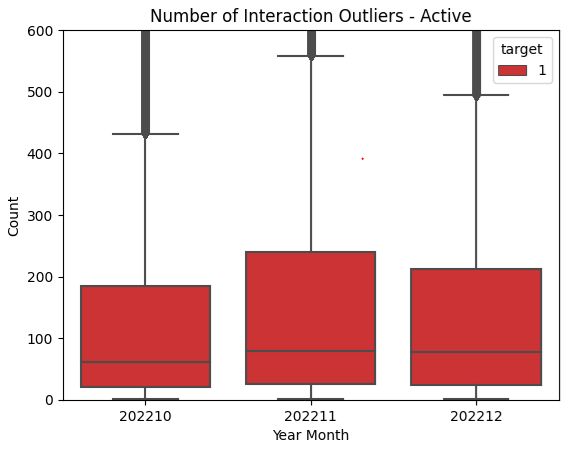 Number of Interaction Outliers - Active
target
1
Count
600
500
400
300
200
100
0
202210
202211
202212
Year Month